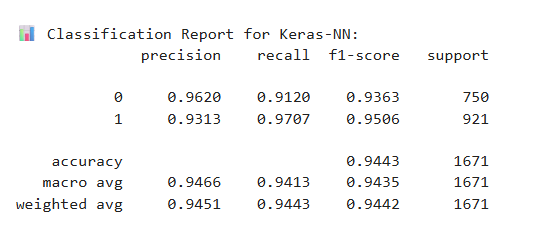 📊 Classification Report for Keras-NN:
precision recall f1-score support
0 0.9620 0.9120 0.9363 750
1 0.9313 0.9707 0.9506 921
accuracy 0.9443 1671
macro avg 0.9466 0.9413 0.9435 1671
weighted avg 0.9451 0.9443 0.9442 1671